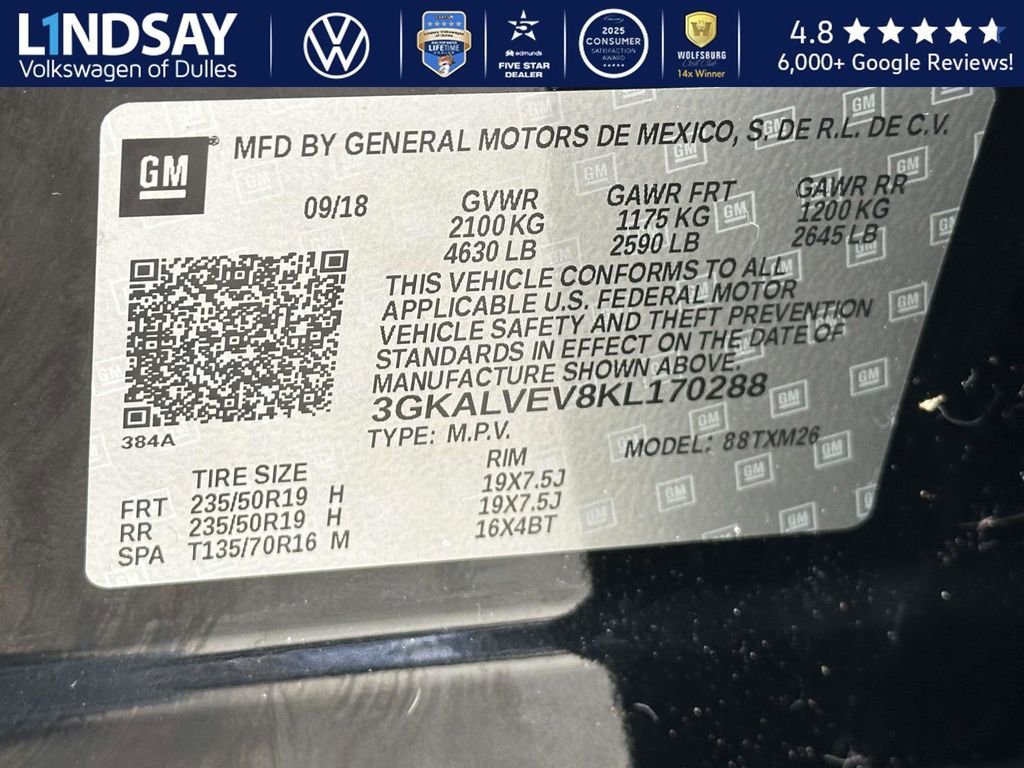 LINDSAY
Volkswagen of Dulles
LIFETIME
edmunds
FIVE STAR
DEALER
2025
CONSUMER
SATISFACTION
AWARD
WOLFSBURG
14x Winner
4.8
6,000+ Google Reviews!
GM
MFD BY GENERAL MOTORS DE MEXICO, S. DE R.L. DE C.V.
09/18
GVWR
2100 KG
4630 LB
GAWR FRT
1175 KG
2590 LB
GAWR RR
1200 KG
2645 LB
THIS VEHICLE CONFORMS TO ALL
APPLICABLE U.S. FEDERAL MOTOR
VEHICLE SAFETY AND THEFT PREVENTION
STANDARDS IN EFFECT ON THE DATE OF
MANUFACTURE SHOWN ABOVE.
3GKALVEV8KL170288
384A
TYPE: M.P.V.
MODEL: 88TXM26
TIRE SIZE
RIM
FRT 235/50R19 H 19X7.5J
RR 235/50R19 H 19X7.5J
SPA T135/70R16 M 16X4BT